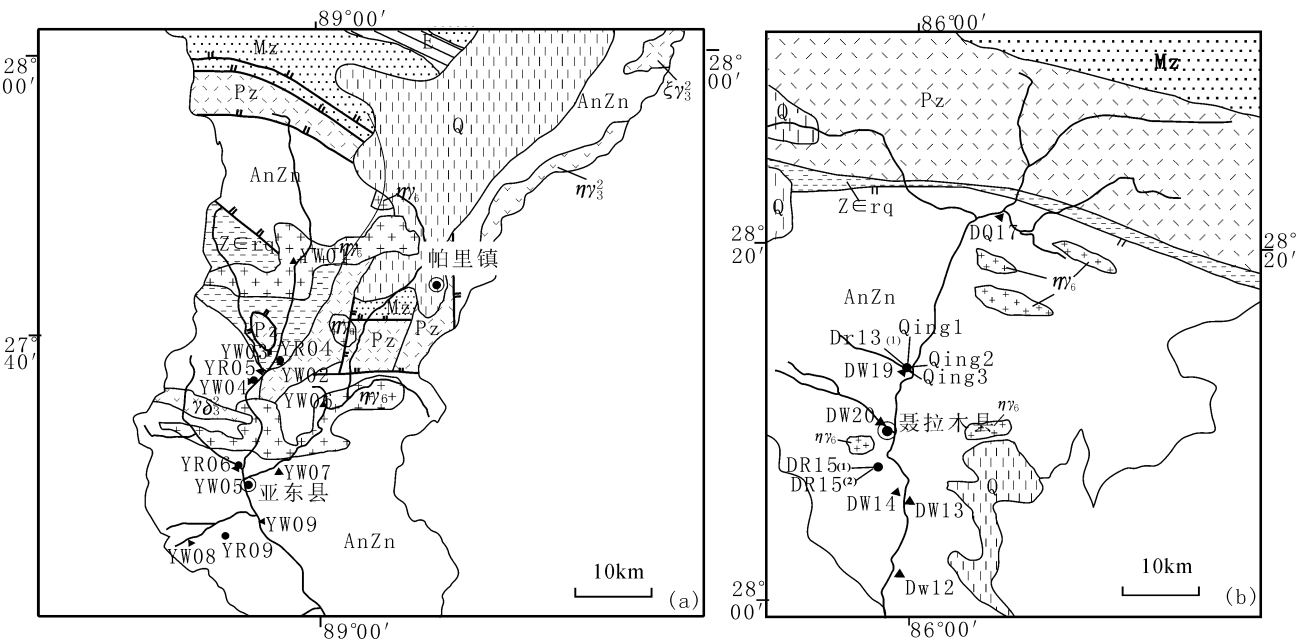 89°00′
28°
00′
28°
00′
Mz
E
Pz
Q
ξγ₃²
AnZn
AnZn
ηγ₆
ηγ₃²
Z∈rq
ηγ₆
YW01
帕里镇
Mz
Pz
Pz
Pz
27°
40′
YW03
YR04
YR05
YW02
YW04
YW06
ηγ₆
γδ₃²
YR06
YW07
YW05
亚东县
YW09
YW08
YR09
AnZn
10km
(a)
89°00′
86°00′
Mz
Pz
Q
Q
Z∈rq
DQ17
28°
20′
28°
20′
ηγ₆
AnZn
Qing1
Dr13(1)
Qing2
DW19
Qing3
DW20
聂拉木县
ηγ₆
ηγ₆
DR15(1)
DR15(2)
Q
DW14
DW13
Dw12
10km
28°
00′
(b)
86°00′